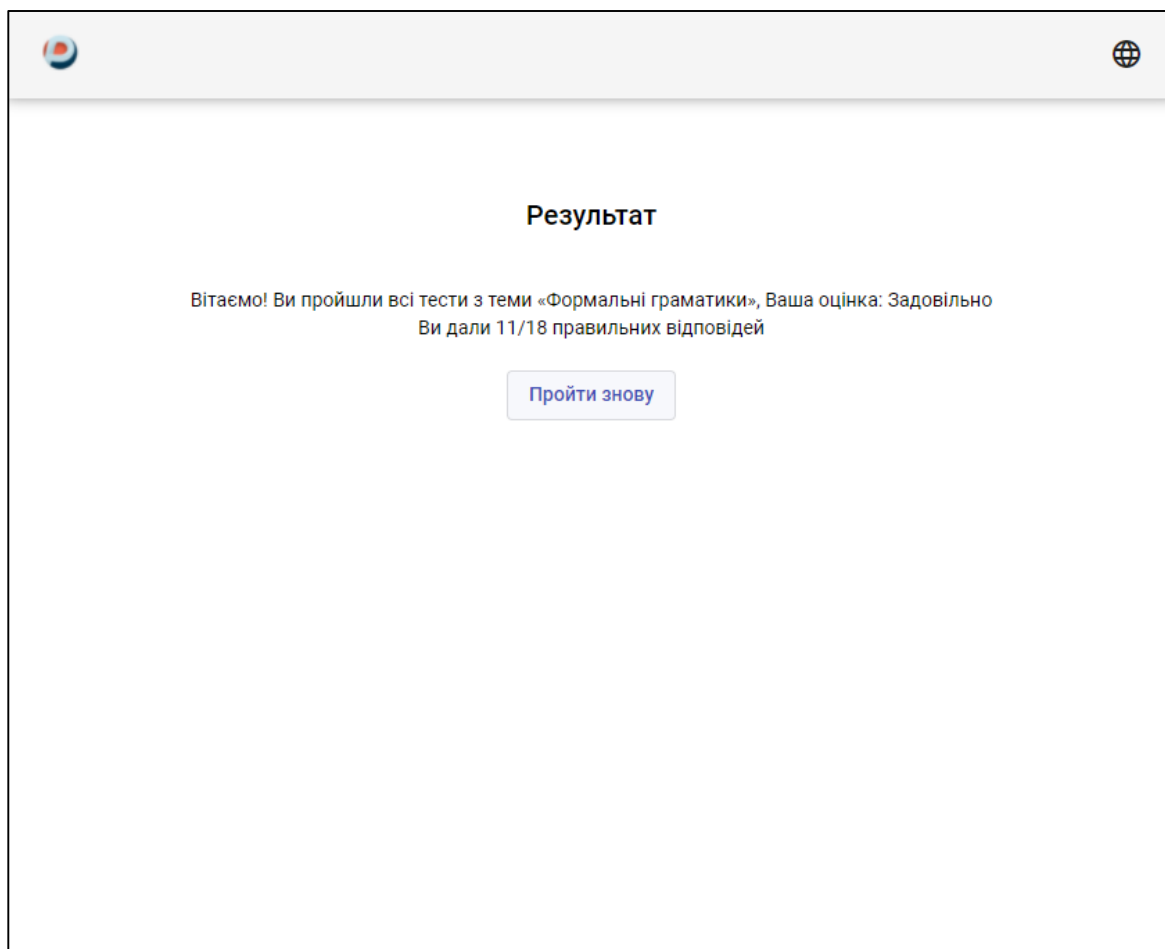 Результат
Вітаємо! Ви пройшли всі тести з теми «Формальні граматики», Ваша оцінка: Задовільно
Ви дали 11/18 правильних відповідей
Пройти знову